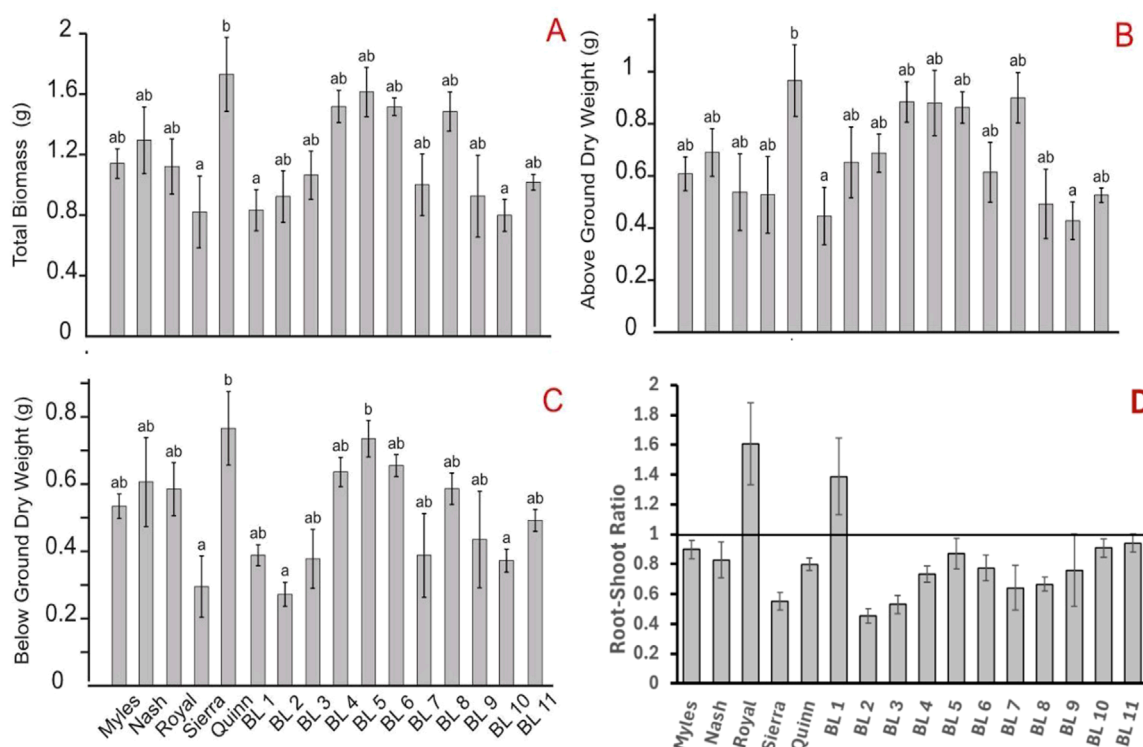 A
Total Biomass (g)
2
1.6
1.2
0.8
0.4
0
ab
ab
ab
a
b
a
ab
ab
ab
ab
ab
ab
ab
ab
a
ab
B
Above Ground Dry Weight (g)
1
0.8
0.6
0.4
0.2
0
ab
ab
ab
ab
b
a
ab
ab
ab
ab
ab
ab
ab
ab
a
ab
C
Below Ground Dry Weight (g)
0.8
0.6
0.4
0.2
0
ab
ab
ab
a
b
ab
a
ab
ab
b
ab
ab
ab
ab
a
ab
Myles
Nash
Royal
Sierra
Quinn
BL 1
BL 2
BL 3
BL 4
BL 5
BL 6
BL 7
BL 8
BL 9
BL 10
BL 11
D
Root-Shoot Ratio
2
1.8
1.6
1.4
1.2
1
0.8
0.6
0.4
0.2
0
Myles
Nash
Royal
Sierra
Quinn
BL 1
BL 2
BL 3
BL 4
BL 5
BL 6
BL 7
BL 8
BL 9
BL 10
BL 11